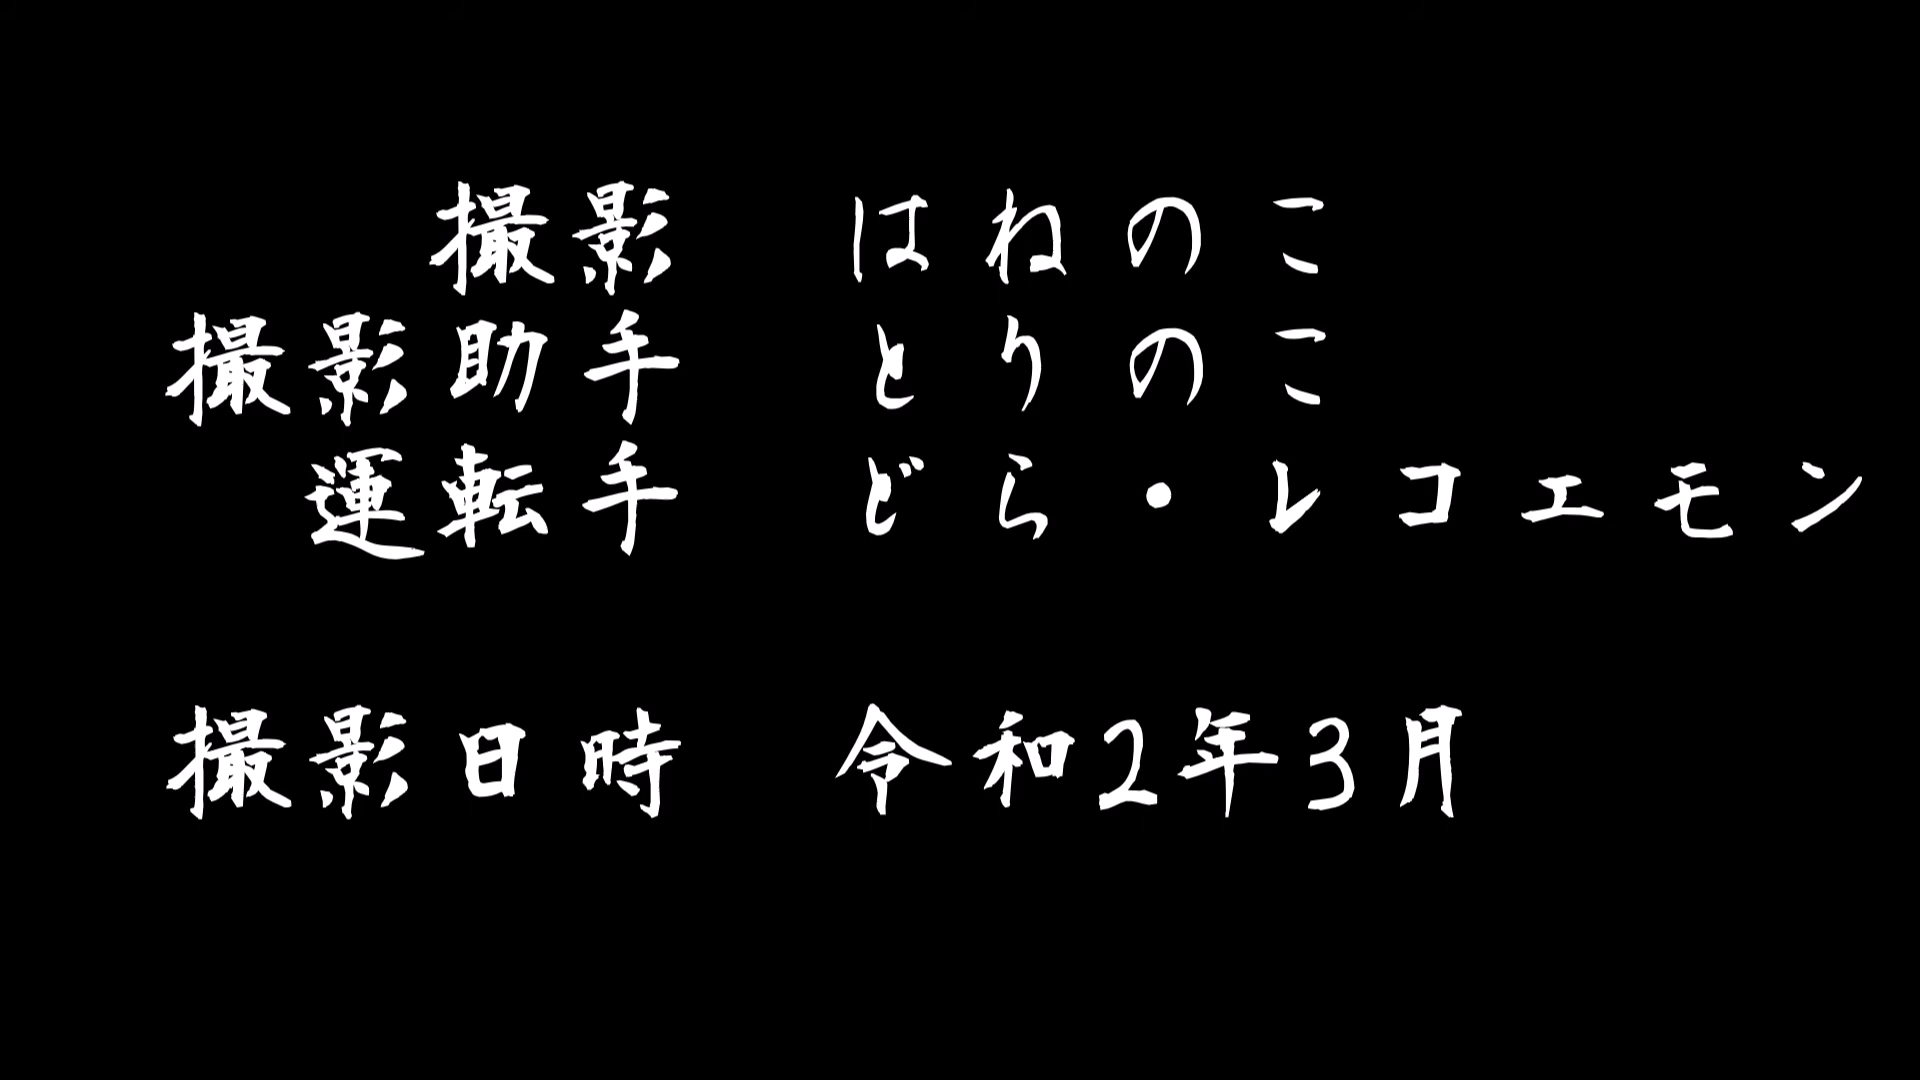 撮影　はねのこ
撮影助手　とりのこ
運転手　どら・レコエモン
撮影日時　令和2年3月